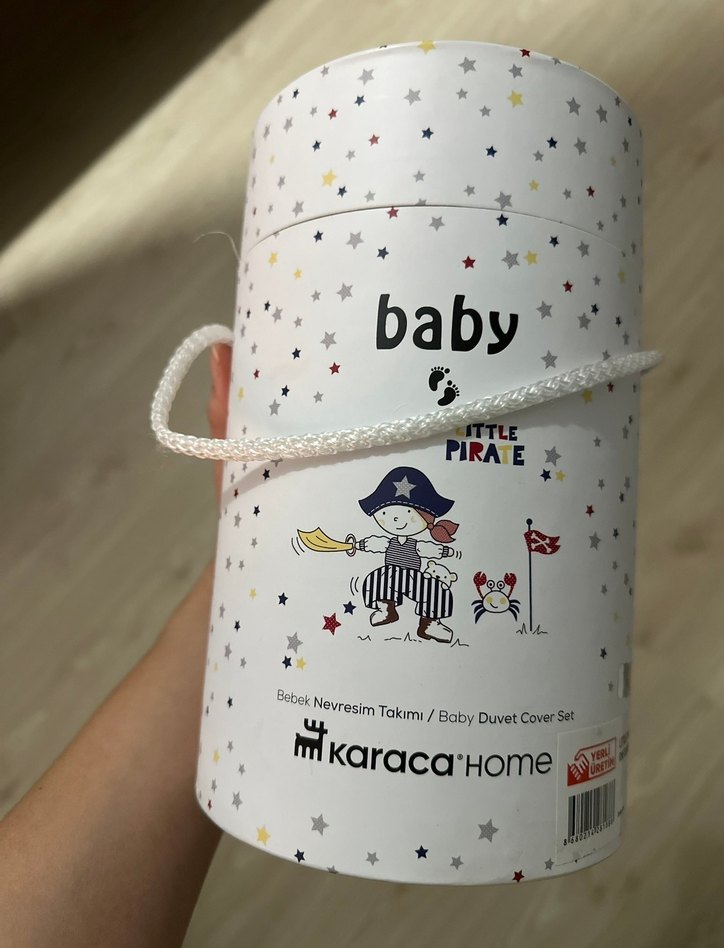 baby
LITTLE
PIRATE
Bebek Nevresim Takımı / Baby Duvet Cover Set
karaca® HOME
YERLİ
ÜRETİM